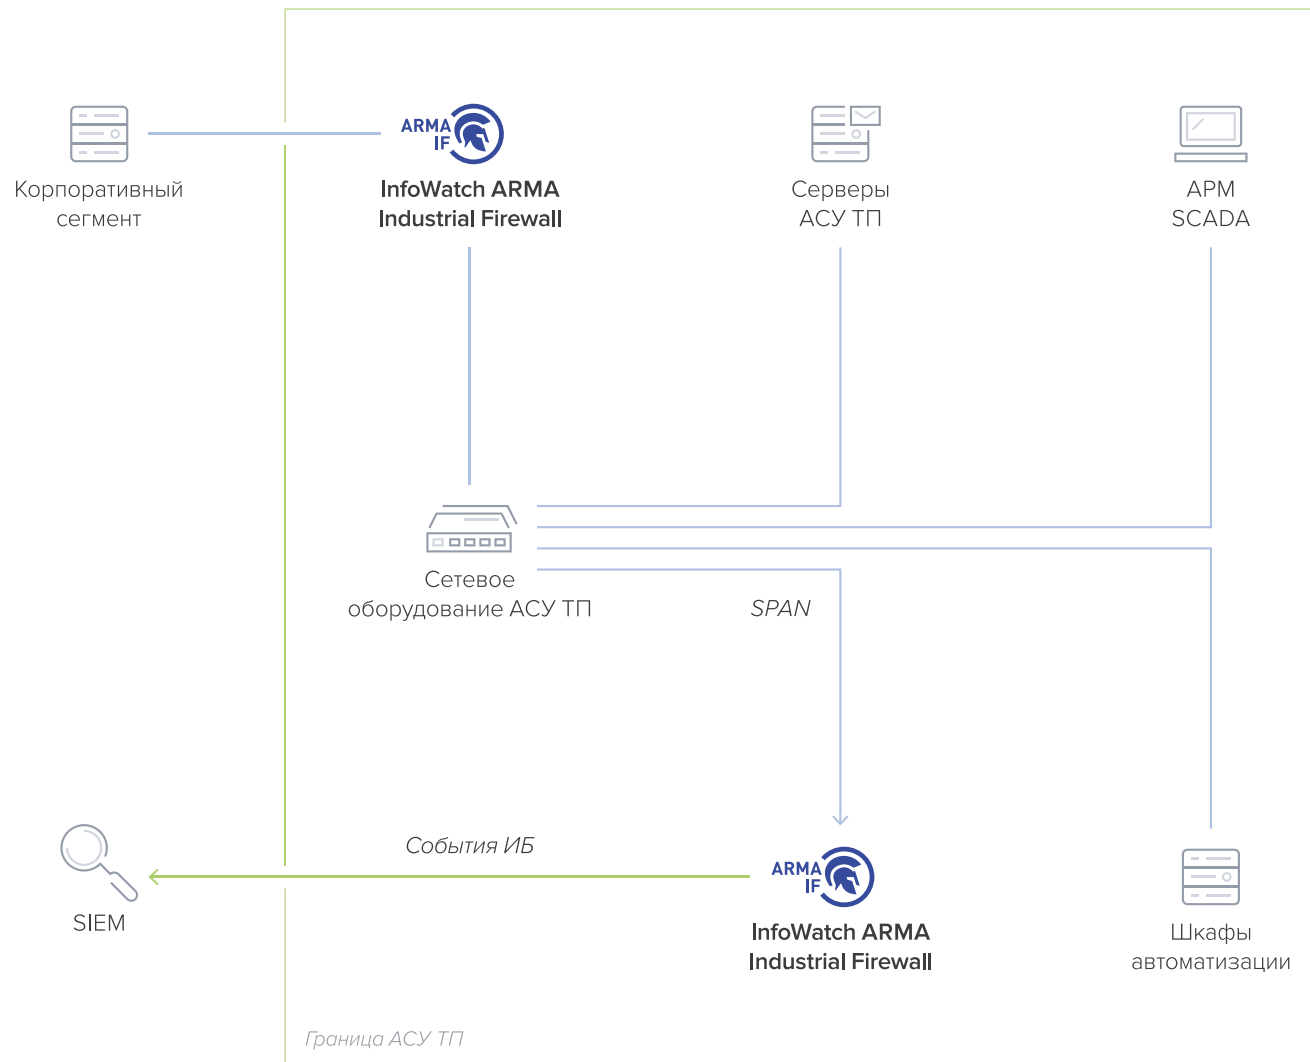 ARMA
IF
Корпоративный
сегмент
InfoWatch ARMA
Industrial Firewall
Серверы
АСУ ТП
АРМ
SCADA
Сетевое
оборудование АСУ ТП
SPAN
События ИБ
SIEM
ARMA
IF
InfoWatch ARMA
Industrial Firewall
Шкафы
автоматизации
Граница АСУ ТП